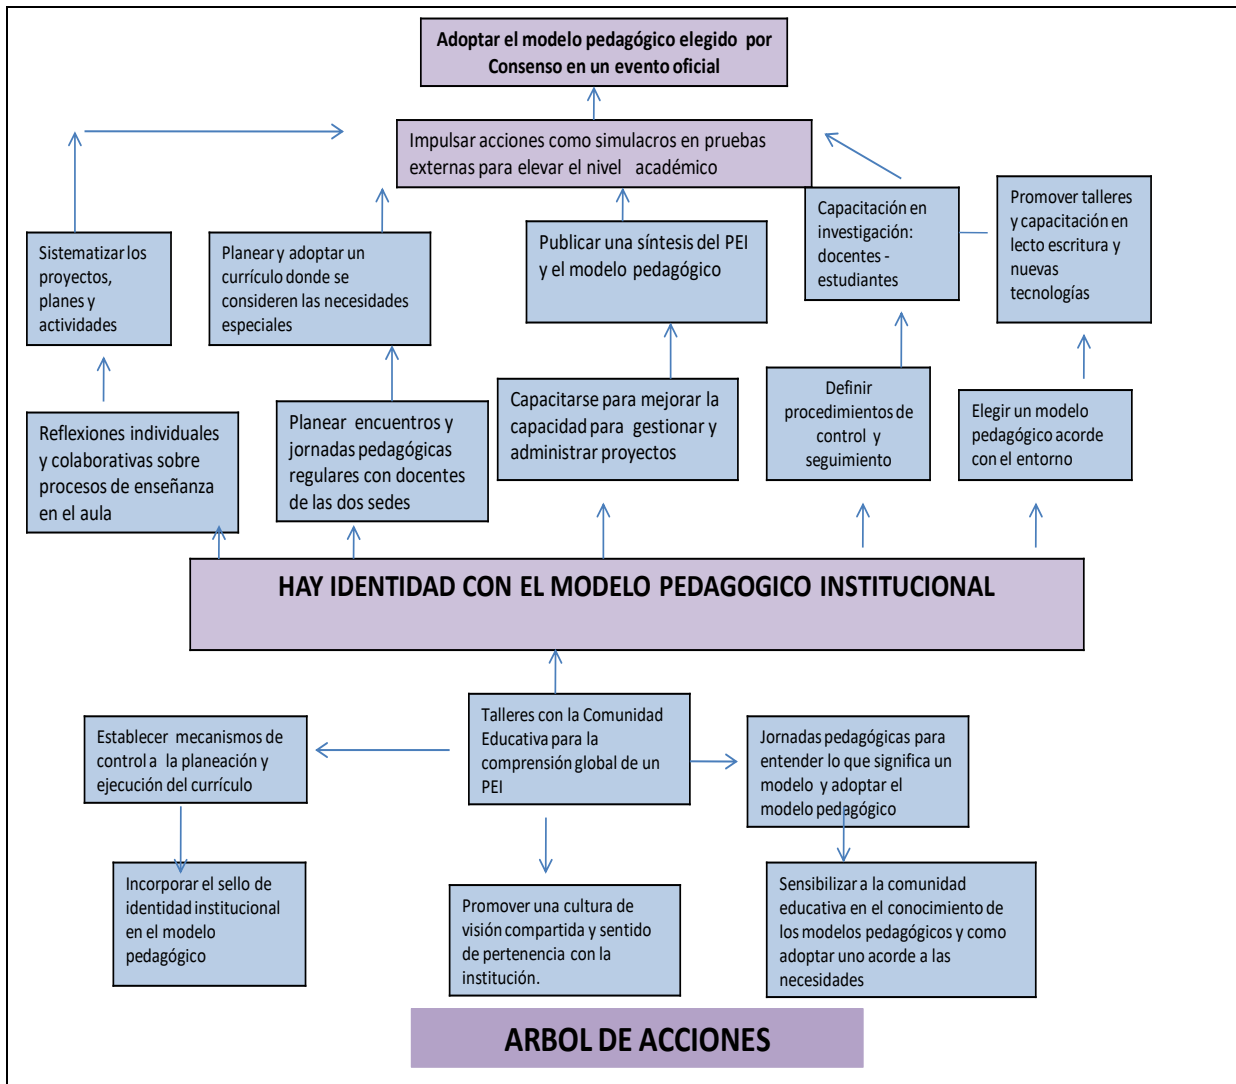 Adoptar el modelo pedagógico elegido por
Consenso en un evento oficial
Impulsar acciones como simulacros en pruebas
externas para elevar el nivel académico
Sistematizar los
proyectos,
planes y
actividades
Planear y adoptar un
currículo donde se
consideren las necesidades
especiales
Publicar una síntesis del PEI
y el modelo pedagógico
Capacitación en
investigación:
docentes -
estudiantes
Promover talleres
y capacitación en
lecto escritura y
nuevas
tecnologías
Reflexiones individuales
y colaborativas sobre
procesos de enseñanza
en el aula
Planear encuentros y
jornadas pedagógicas
regulares con docentes
de las dos sedes
Capacitarse para mejorar la
capacidad para gestionar y
administrar proyectos
Definir
procedimientos de
control y
seguimiento
Elegir un modelo
pedagógico acorde
con el entorno
HAY IDENTIDAD CON EL MODELO PEDAGOGICO INSTITUCIONAL
Establecer mecanismos de
control a la planeación y
ejecución del currículo
Talleres con la Comunidad
Educativa para la
comprensión global de un
PEI
Jornadas pedagógicas para
entender lo que significa un
modelo y adoptar el
modelo pedagógico
Incorporar el sello de
identidad institucional
en el modelo
pedagógico
Promover una cultura de
visión compartida y sentido
de pertenencia con la
institución.
Sensibilizar a la comunidad
educativa en el conocimiento de
los modelos pedagógicos y como
adoptar uno acorde a las
necesidades
ARBOL DE ACCIONES